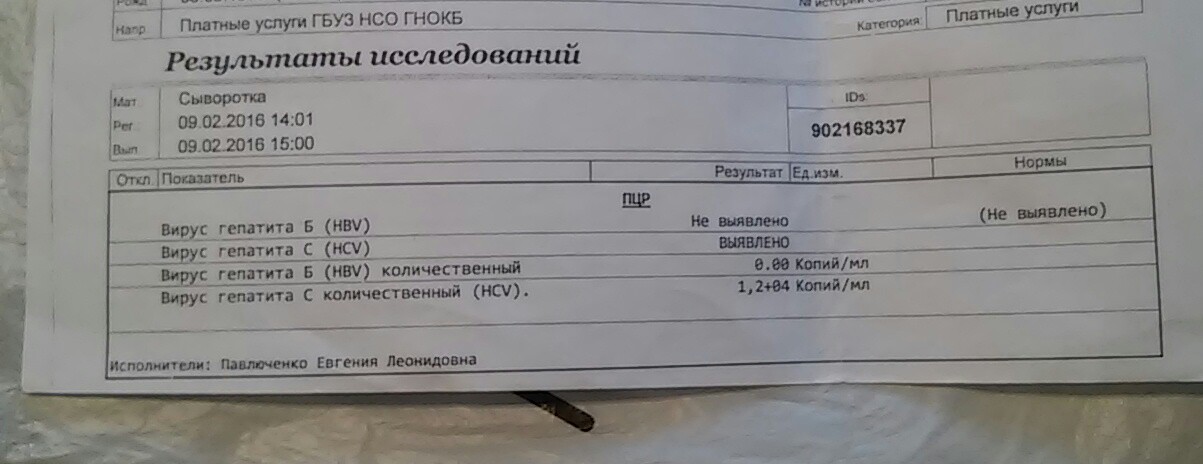 Напр. Платные услуги ГБУЗ НСО ГНОКБ Категория: Платные услуги
Результаты исследований
Мат. Сыворотка IDs
Рег. 09.02.2016 14:01 902168337
Вып. 09.02.2016 15:00
Откл. Показатель Результат Ед.изм. Нормы
ПЦР
Вирус гепатита Б (HBV) Не выявлено (Не выявлено)
Вирус гепатита С (HCV) ВЫЯВЛЕНО
Вирус гепатита Б (HBV) количественный 0.00 Копий/мл
Вирус гепатита С количественный (HCV). 1,2+04 Копий/мл
Исполнители: Павлюченко Евгения Леонидовна